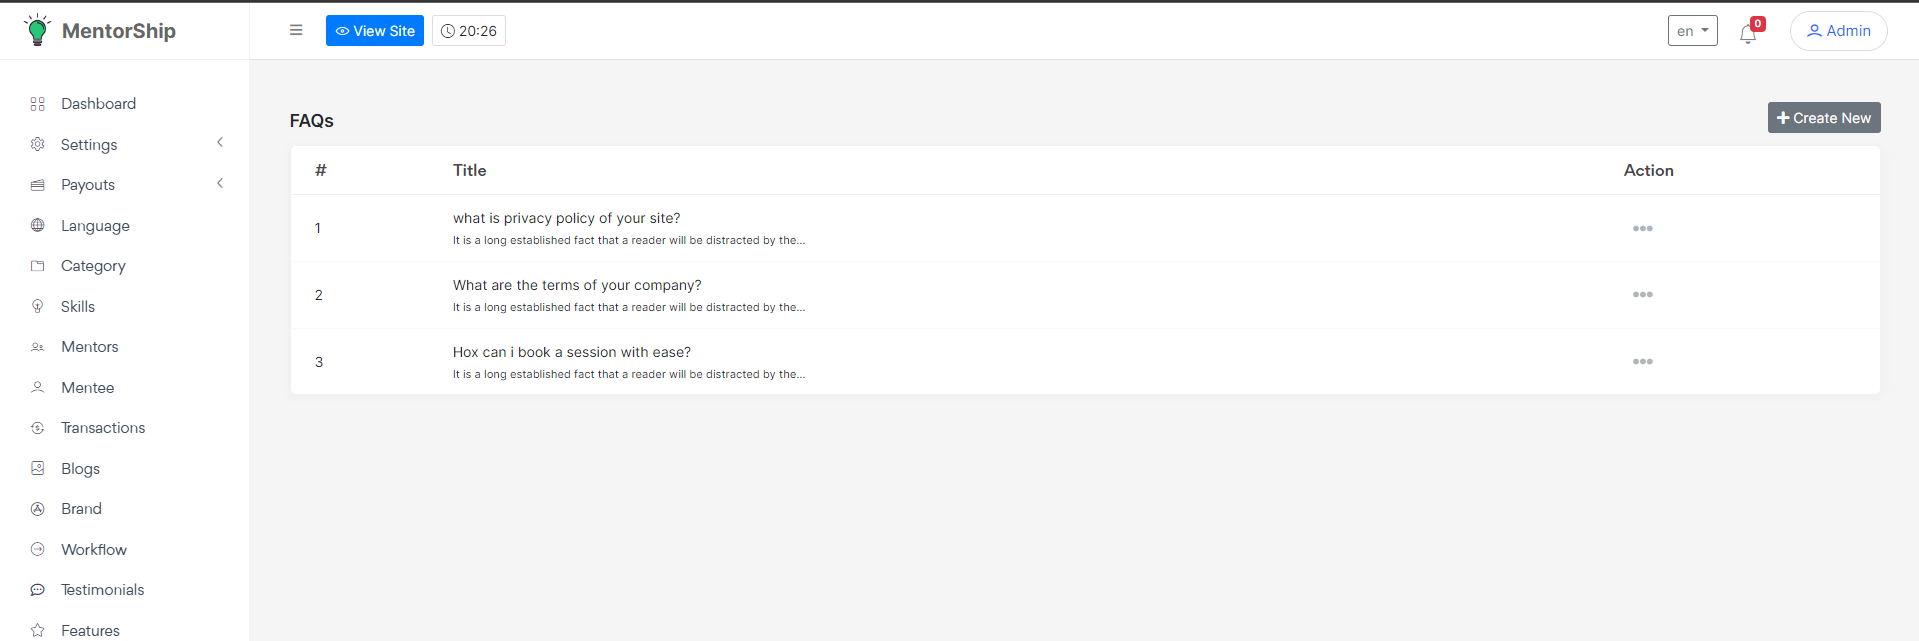 MentorShip
View Site
20:26
en
0
Admin
Dashboard
Settings
Payouts
Language
Category
Skills
Mentors
Mentee
Transactions
Blogs
Brand
Workflow
Testimonials
Features
FAQs
Create New
# Title Action
1
what is privacy policy of your site?
It is a long established fact that a reader will be distracted by the...
2
What are the terms of your company?
It is a long established fact that a reader will be distracted by the...
3
Hox can i book a session with ease?
It is a long established fact that a reader will be distracted by the...